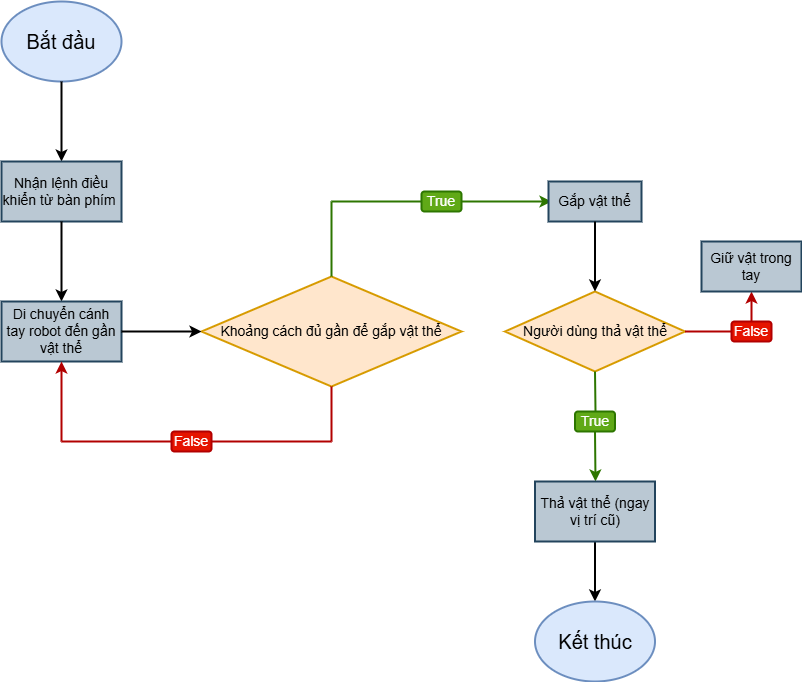 Bắt đầu
Nhận lệnh điều
khiển từ bàn phím
Di chuyển cánh
tay robot đến gần
vật thể
Khoảng cách đủ gần để gắp vật thể
True
False
Gắp vật thể
Người dùng thả vật thể
False
Giữ vật trong
tay
True
Thả vật thể (ngay
vị trí cũ)
Kết thúc